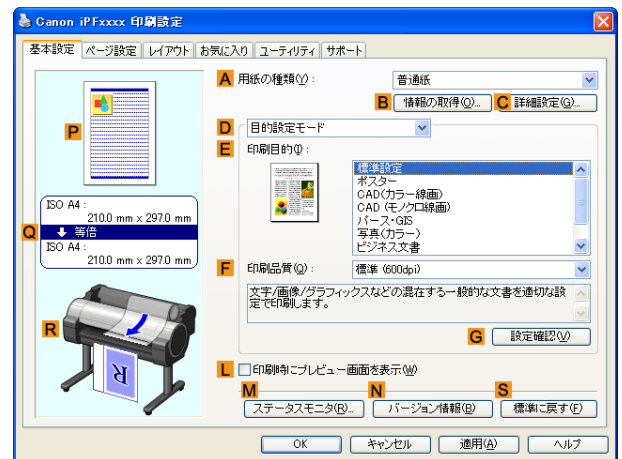 Canon iPFxxxx 印刷設定
基本設定 ページ設定 レイアウト お気に入り ユーティリティ サポート
A 用紙の種類(Y): 普通紙
B 情報の取得(O)... C 詳細設定(G)...
D 目的設定モード
E 印刷目的(I):
標準設定
ポスター
CAD(カラー線画)
CAD (モノクロ線画)
パース・GIS
写真(カラー)
ビジネス文書
P
ISO A4 :
210.0 mm x 297.0 mm
Q 等倍
ISO A4 :
210.0 mm x 297.0 mm
F 印刷品質(Q): 標準 (600dpi)
文字/画像/グラフィックスなどの混在する一般的な文書を適切な設
定で印刷します。
G 設定確認(V)
R
R
L 印刷時にプレビュー画面を表示(W)
M N S
ステータスモニタ(R)... バージョン情報(B) 標準に戻す(F)
OK キャンセル 適用(A) ヘルプ